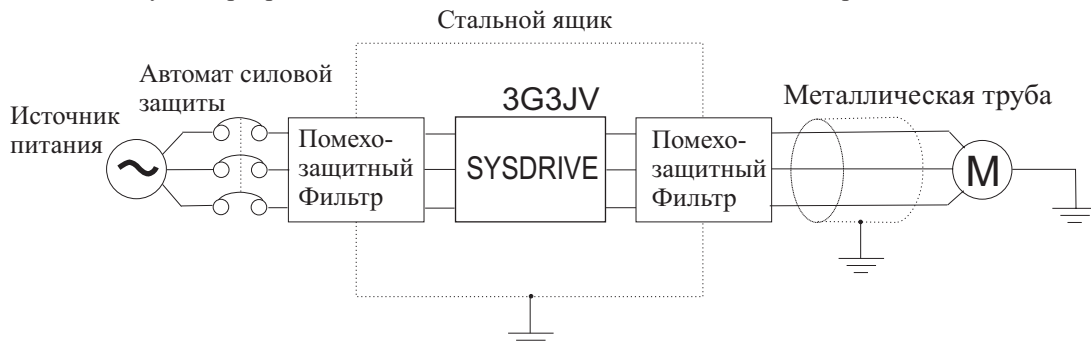 Стальной ящик
Автомат силовой
защиты
Источник
питания
3G3JV
Металлическая труба
Помехо-
защитный
Фильтр
SYSDRIVE
Помехо-
защитный
Фильтр
M